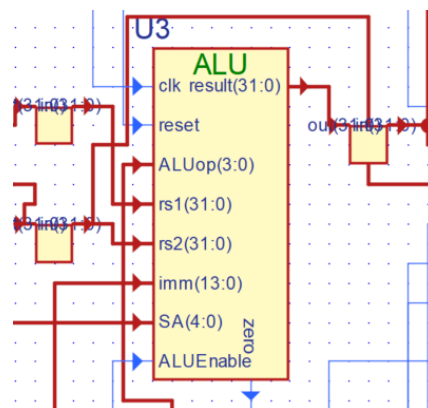 U3
ALU
clk result(31:0)
reset
ALUop(3:0)
rs1(31:0)
rs2(31:0)
imm(13:0)
SA(4:0)
zero
ALUEnable